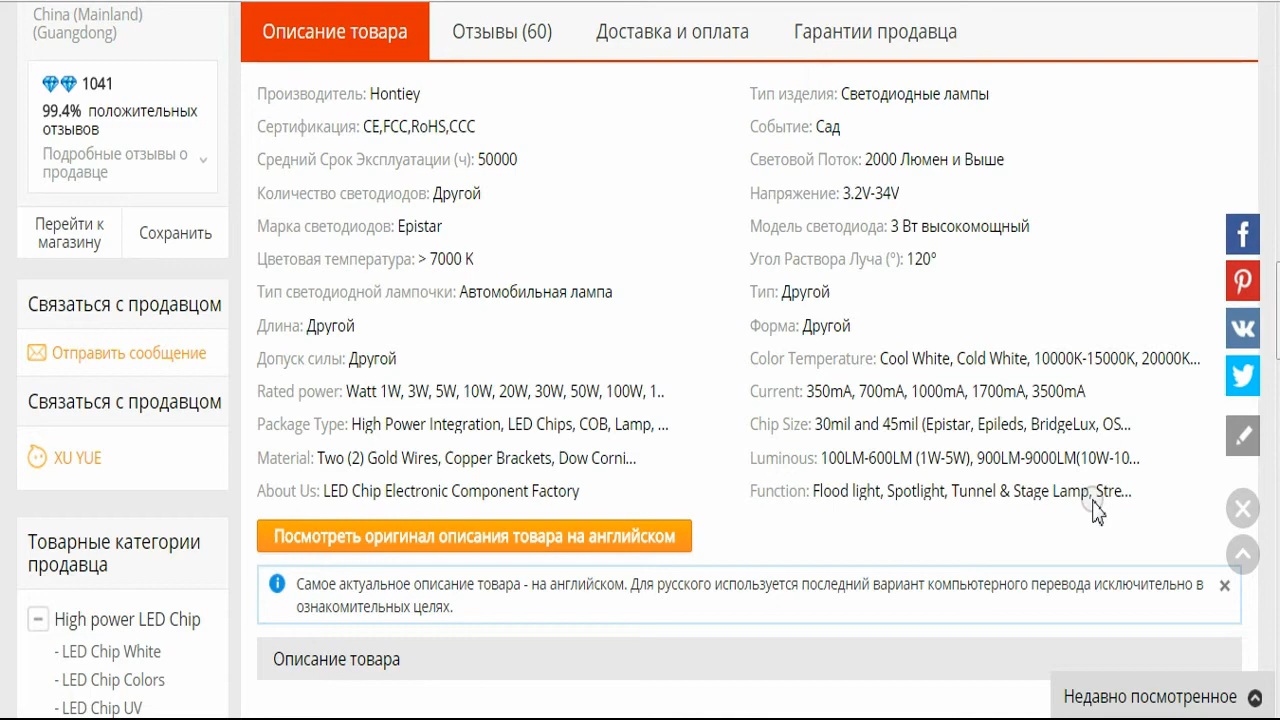 China (Mainland)
(Guangdong)
1041
99.4% положительных
отзывов
Подробные отзывы о
продавце
Перейти к
магазину
Сохранить
Связаться с продавцом
Отправить сообщение
Связаться с продавцом
XU YUE
Товарные категории
продавца
High power LED Chip
- LED Chip White
- LED Chip Colors
- LED Chip UV
Описание товара
Отзывы (60)
Доставка и оплата
Гарантии продавца
Производитель: Hontiey
Тип изделия: Светодиодные лампы
Сертификация: CE,FCC,RoHS,CCC
Событие: Сад
Средний Срок Эксплуатации (ч): 50000
Световой Поток: 2000 Люмен и Выше
Количество светодиодов: Другой
Напряжение: 3.2V-34V
Марка светодиодов: Epistar
Модель светодиода: 3 Вт высокомощный
Цветовая температура: > 7000 K
Угол Раствора Луча (°): 120°
Тип светодиодной лампочки: Автомобильная лампа
Тип: Другой
Длина: Другой
Форма: Другой
Допуск силы: Другой
Color Temperature: Cool White, Cold White, 10000K-15000K, 20000K...
Rated power: Watt 1W, 3W, 5W, 10W, 20W, 30W, 50W, 100W, 1..
Current: 350mA, 700mA, 1000mA, 1700mA, 3500mA
Package Type: High Power Integration, LED Chips, COB, Lamp, ...
Chip Size: 30mil and 45mil (Epistar, Epileds, BridgeLux, OS...
Material: Two (2) Gold Wires, Copper Brackets, Dow Corni...
Luminous: 100LM-600LM (1W-5W), 900LM-9000LM(10W-10...
About Us: LED Chip Electronic Component Factory
Function: Flood light, Spotlight, Tunnel & Stage Lamp, Stre...
Посмотреть оригинал описания товара на английском
Самое актуальное описание товара - на английском. Для русского используется последний вариант компьютерного перевода исключительно в
ознакомительных целях.
Описание товара
Недавно посмотренное